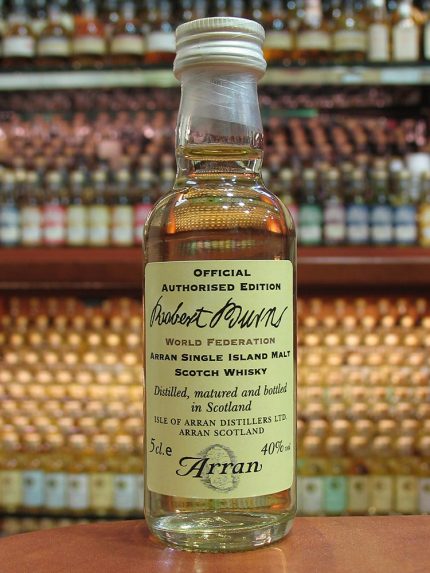 OFFICIAL
AUTHORISED EDITION
Robert Burns
WORLD FEDERATION
ARRAN SINGLE ISLAND MALT
SCOTCH WHISKY
Distilled, matured and bottled
in Scotland
ISLE OF ARRAN DISTILLERS LTD.
ARRAN SCOTLAND
5cl.e 40% vol
Arran